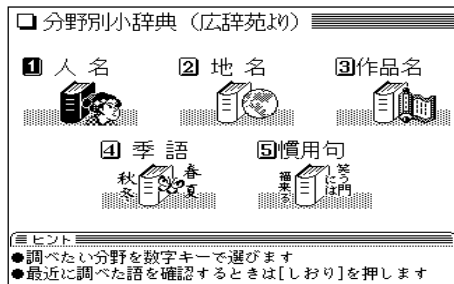 分野別小辞典（広辞苑より）
1 人名
2 地名
3 作品名
4 季語
秋 冬 春 夏
5 慣用句
笑う門 には 福来る
ヒント
●調べたい分野を数字キーで選びます
●最近に調べた語を確認するときは[しおり]を押します